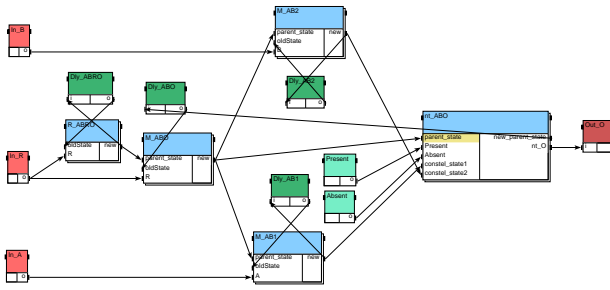 M_AB2
parent_state new
oldState
B
In_B
o
Dly_AB2
i o
Dly_ABRO
i o
Dly_ABO
i o
R_ABRO
oldState new
R
M_ABO
parent_state new
oldState
R
In_R
o
nt_ABO
parent_state new_parent_state
Present nt_O
Absent
constel_state1
constel_state2
Out_O
i
Present
o
Absent
o
Dly_AB1
i o
M_AB1
parent_state new
oldState
A
In_A
o